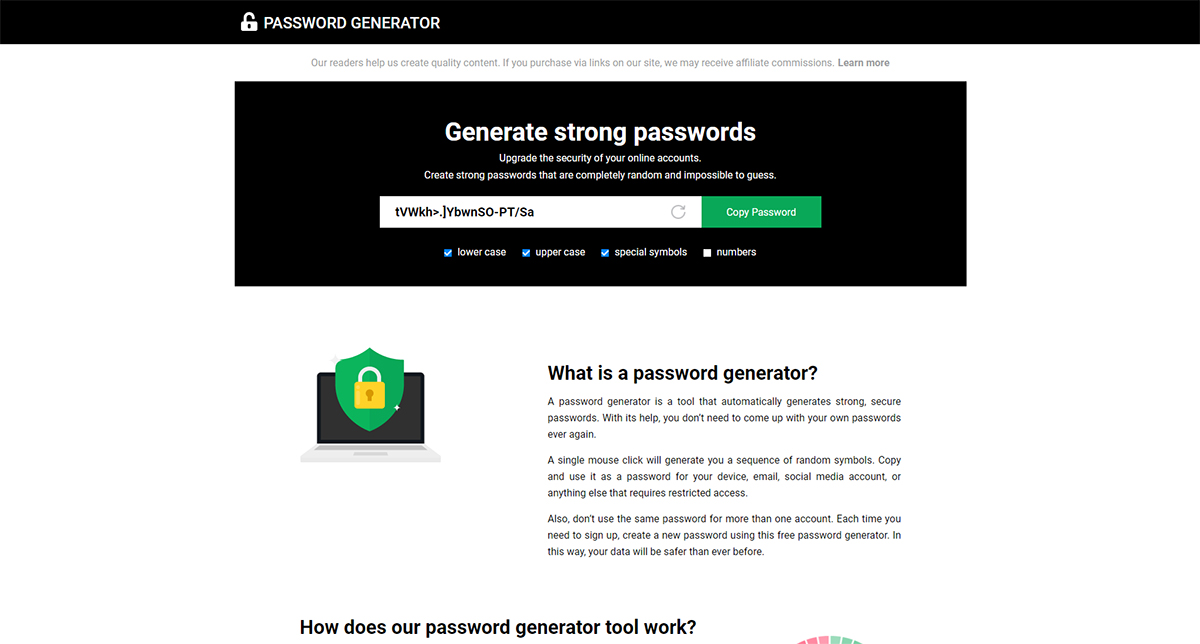 PASSWORD GENERATOR
Our readers help us create quality content. If you purchase via links on our site, we may receive affiliate commissions. Learn more
Generate strong passwords
Upgrade the security of your online accounts.
Create strong passwords that are completely random and impossible to guess.
tVWkh>.]YbwnSO-PT/Sa
Copy Password
lower case upper case special symbols numbers
What is a password generator?
A password generator is a tool that automatically generates strong, secure
passwords. With its help, you don’t need to come up with your own passwords
ever again.
A single mouse click will generate you a sequence of random symbols. Copy
and use it as a password for your device, email, social media account, or
anything else that requires restricted access.
Also, don’t use the same password for more than one account. Each time you
need to sign up, create a new password using this free password generator. In
this way, your data will be safer than ever before.
How does our password generator tool work?